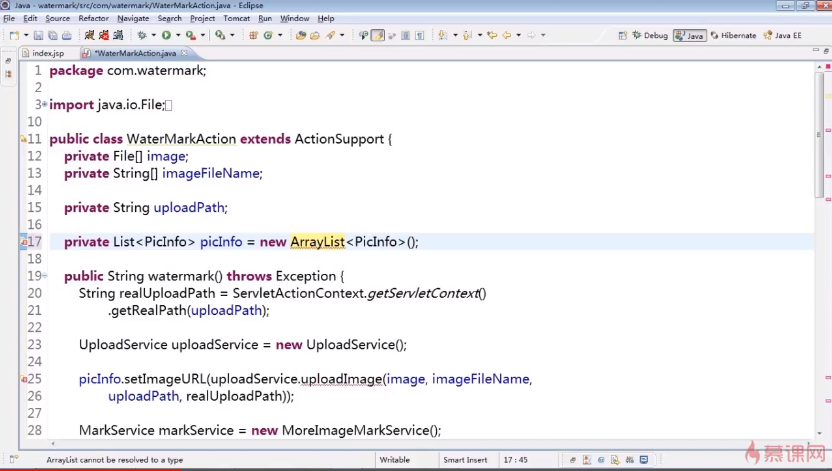 Java - watermark/src/com/watermark/WaterMarkAction.java - Eclipse
File Edit Source Refactor Navigate Search Project Tomcat Run Window Help
Debug Java Hibernate Java EE
index.jsp *WaterMarkAction.java
1 package com.watermark;
2
3 import java.io.File;
10
11 public class WaterMarkAction extends ActionSupport {
12 private File[] image;
13 private String[] imageFileName;
14
15 private String uploadPath;
16
17 private List<PicInfo> picInfo = new ArrayList<PicInfo>();
18
19 public String watermark() throws Exception {
20 String realUploadPath = ServletActionContext.getServletContext()
21 .getRealPath(uploadPath);
22
23 UploadService uploadService = new UploadService();
24
25 picInfo.setImageURL(uploadService.uploadImage(image, imageFileName,
26 uploadPath, realUploadPath));
27
28 MarkService markService = new MoreImageMarkService();
ArrayList cannot be resolved to a type Writable Smart Insert 17 : 45
慕课网